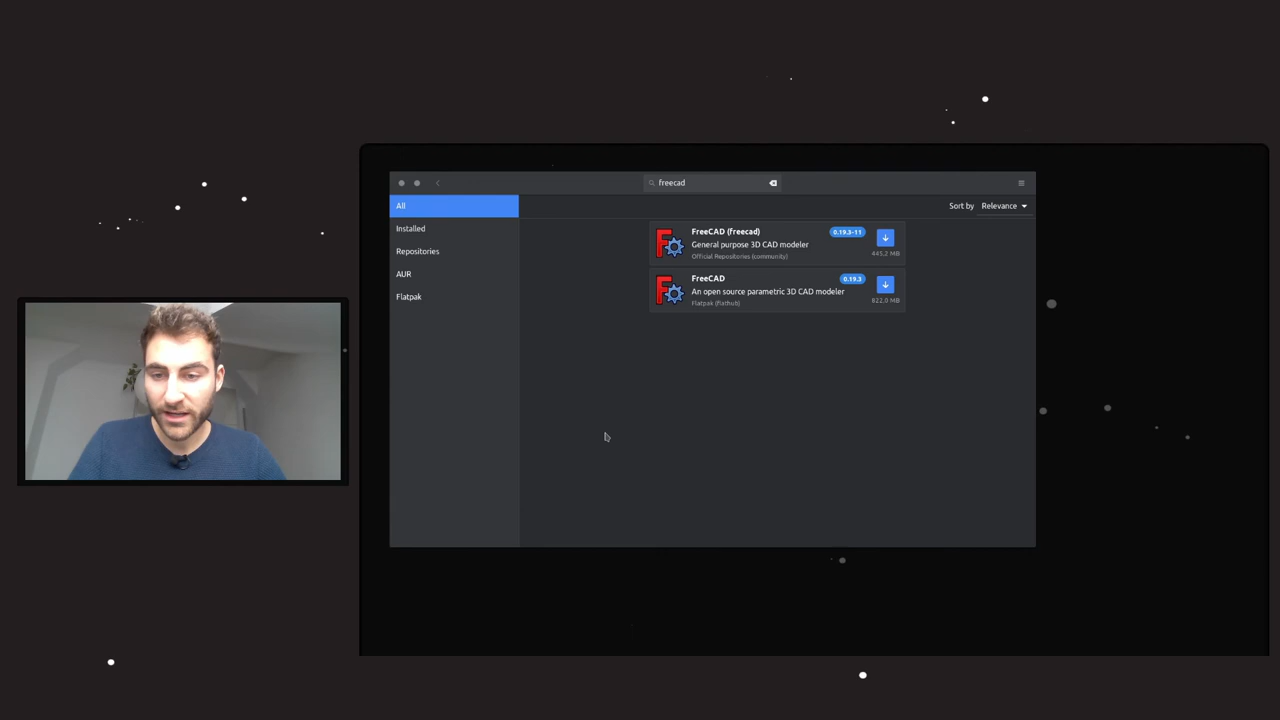 freecad
All
Installed
Repositories
AUR
Flatpak
Sort by Relevance
FreeCAD (freecad) 0.19.3-11
General purpose 3D CAD modeler
Official Repositories (community)
445,2 MB
FreeCAD 0.19.3
An open source parametric 3D CAD modeler
Flatpak (flathub)
822,0 MB